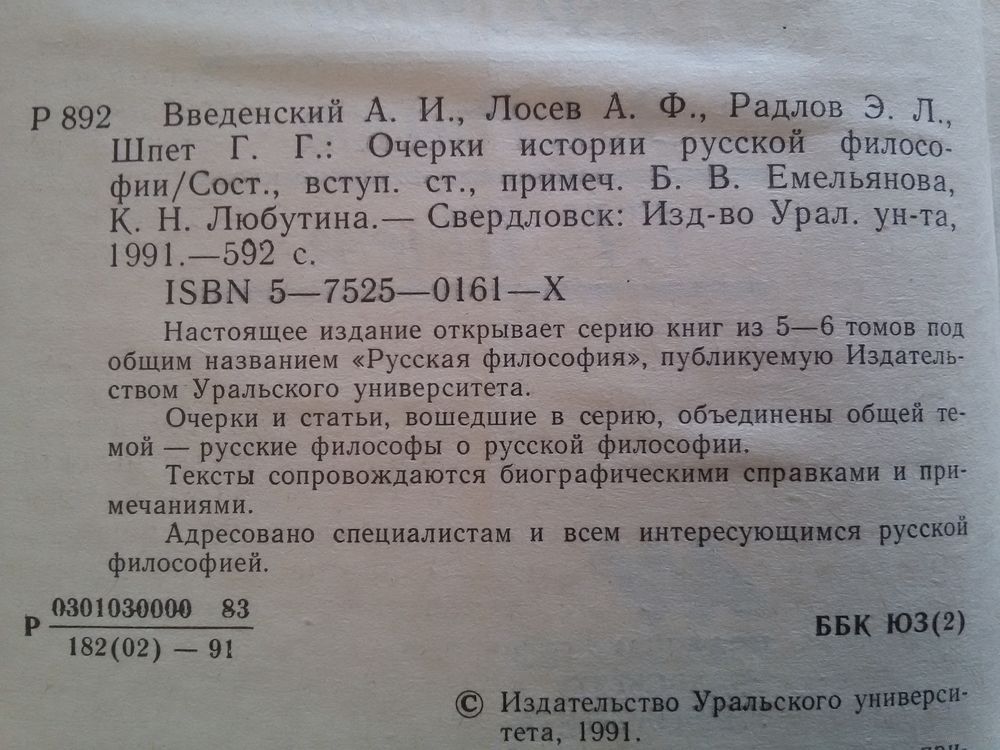 Р 892 Введенский А. И., Лосев А. Ф., Радлов Э. Л.,
Шпет Г. Г.: Очерки истории русской филосо-
фии/Сост., вступ. ст., примеч. Б. В. Емельянова,
К. Н. Любутина.— Свердловск: Изд-во Урал. ун-та,
1991.—592 с.
ISBN 5—7525—0161—X
Настоящее издание открывает серию книг из 5—6 томов под
общим названием «Русская философия», публикуемую Издатель-
ством Уральского университета.
Очерки и статьи, вошедшие в серию, объединены общей те-
мой — русские философы о русской философии.
Тексты сопровождаются биографическими справками и при-
мечаниями.
Адресовано специалистам и всем интересующимся русской
философией.
Р 0301030000 83
182(02) — 91
ББК Ю3(2)
© Издательство Уральского универси-
тета, 1991.